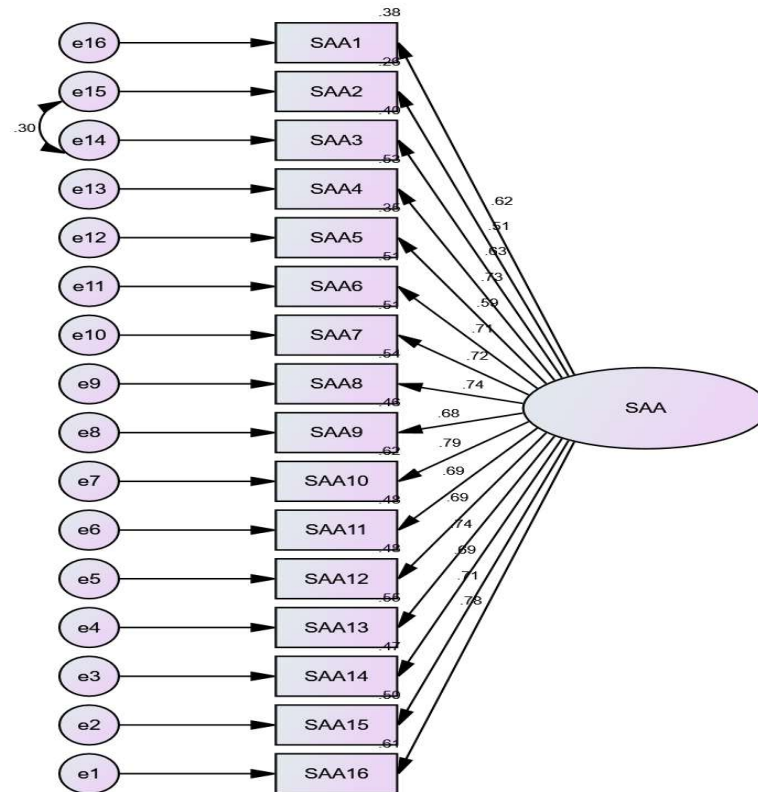 .38
e16 SAA1
.26
e15 SAA2
.40
.30
e14 SAA3
.53
e13 SAA4
.62
.35
e12 SAA5
.51
.51
e11 SAA6
.63
.51
e10 SAA7
.73
.54
e9 SAA8
.59
.46
e8 SAA9
.71
.62
e7 SAA10
.72
.48
e6 SAA11
.74
.48
e5 SAA12
.68
.55
e4 SAA13
.79
.47
e3 SAA14
.69
.50
e2 SAA15
.69
.61
e1 SAA16
.74
.69
.71
.78
SAA